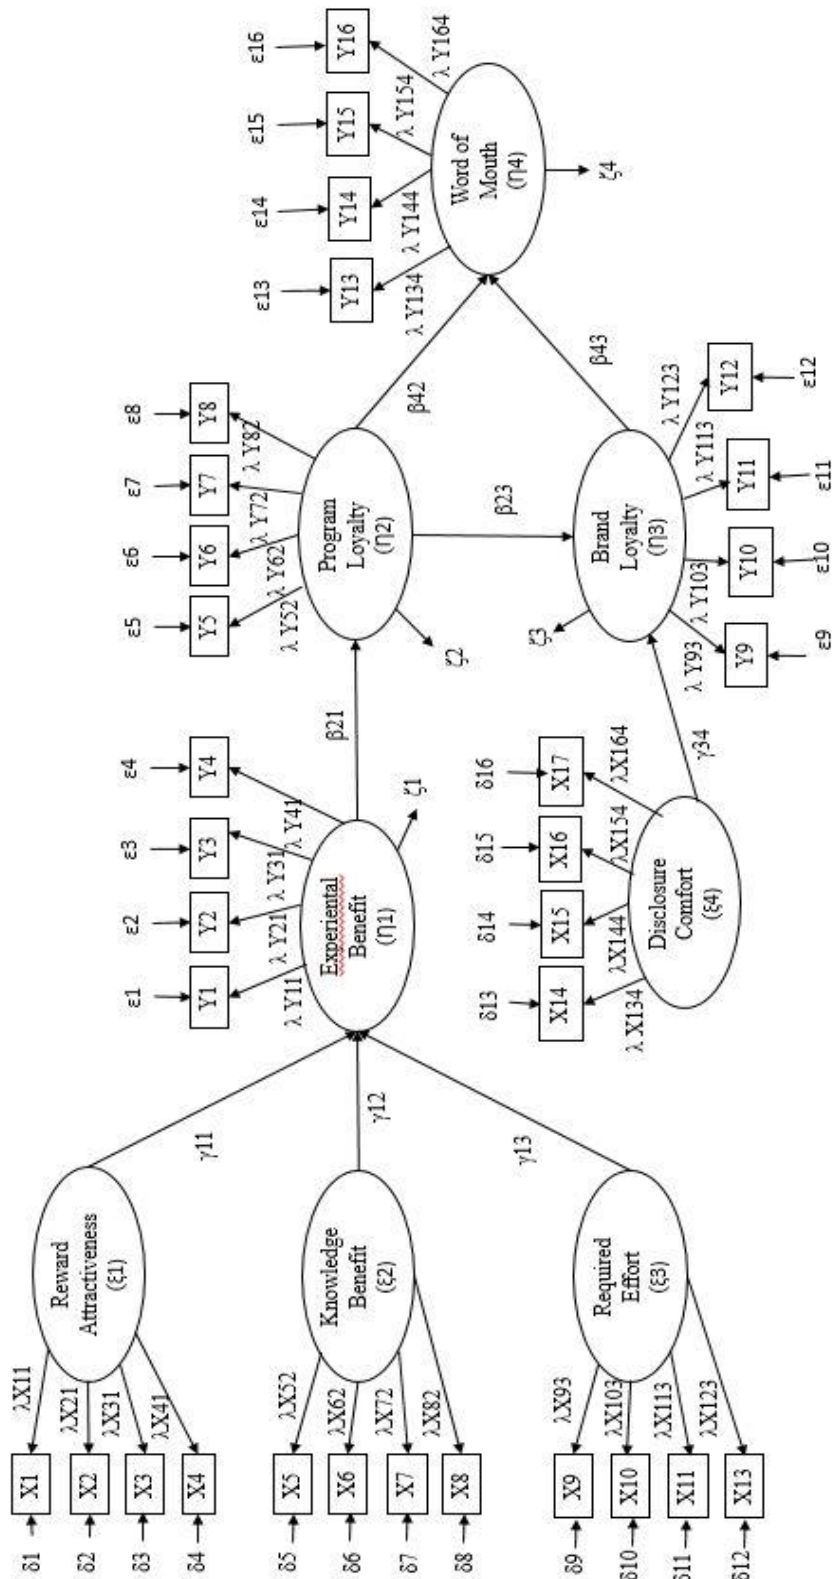 δ1
X1
λX11
δ2
X2
λX21
δ3
X3
λX31
δ4
X4
λX41
Reward
Attractiveness
(ξ1)
γ11
δ5
X5
λX52
δ6
X6
λX62
δ7
X7
λX72
δ8
X8
λX82
Knowledge
Benefit
(ξ2)
γ12
δ9
X9
λX93
δ10
X10
λX103
δ11
X11
λX113
δ12
X13
λX123
Required
Effort
(ξ3)
γ13
ε1
ε2
ε3
ε4
Y1
Y2
Y3
Y4
λ Y11
λ Y21
λ Y31
λ Y41
Experiential
Benefit
(η1)
ζ1
β21
δ13
δ14
δ15
δ16
X14
X15
X16
X17
λ X134
λX144
λX154
λX164
Disclosure
Comfort
(ξ4)
γ34
ε5
ε6
ε7
ε8
Y5
Y6
Y7
Y8
λ Y52
λ Y62
λ Y72
λ Y82
Program
Loyalty
(η2)
ζ2
β23
β42
ζ3
Brand
Loyalty
(η3)
β43
λ Y93
λ Y103
λ Y113
λ Y123
Y9
Y10
Y11
Y12
ε9
ε10
ε11
ε12
ε13
ε14
ε15
ε16
Y13
Y14
Y15
Y16
λ Y134
λ Y144
λ Y154
λ Y164
Word of
Mouth
(η4)
ζ4